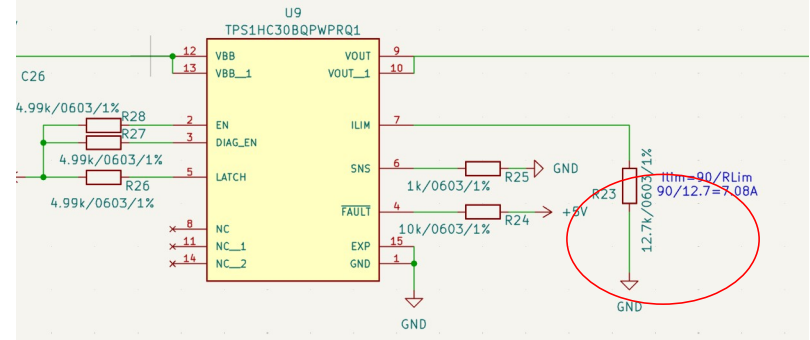 U9
TPS1HC30BQPWPRQ1
12 VBB
13 VBB_1
VOUT 9
VOUT_1 10
C26
4.99k/0603/1%
R28
R27
4.99k/0603/1%
R26
4.99k/0603/1%
2 EN
3 DIAG_EN
5 LATCH
8 NC
11 NC_1
14 NC_2
ILIM 7
SNS 6
R25
GND
1k/0603/1%
FAULT 4
R24
+5V
10k/0603/1%
EXP 15
GND 1
GND
R23
12.7k/0603/1%
Ilim=90/RLim
90/12.7=7.08A
GND